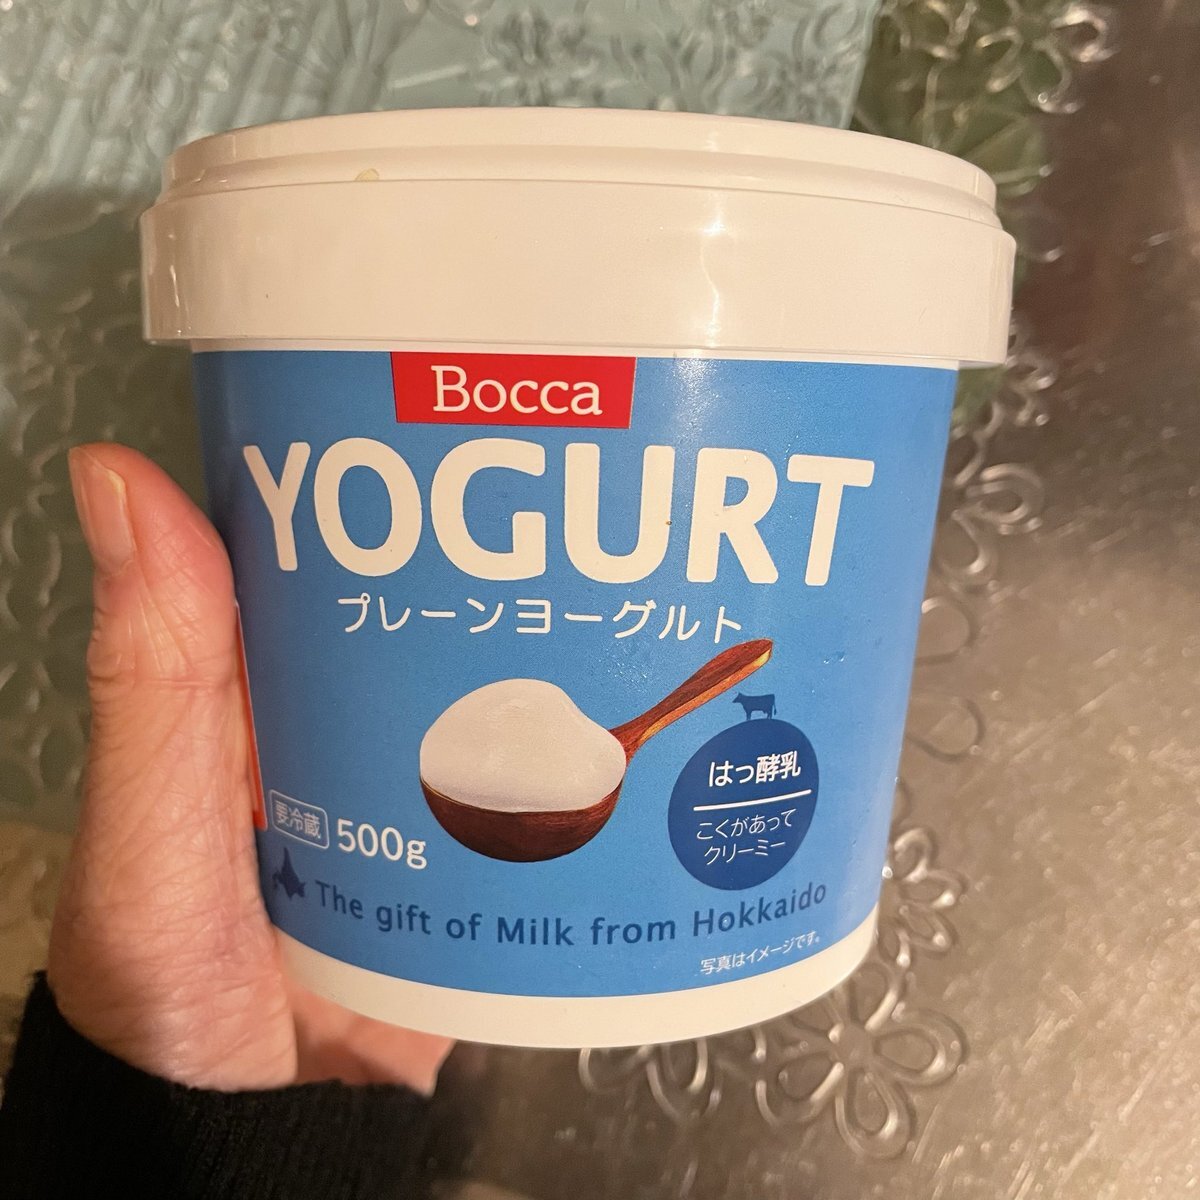 Bocca
YOGURT
プレーンヨーグルト
はっ酵乳
こくがあって
クリーミー
要冷蔵 500g
The gift of Milk from Hokkaido
写真はイメージです。